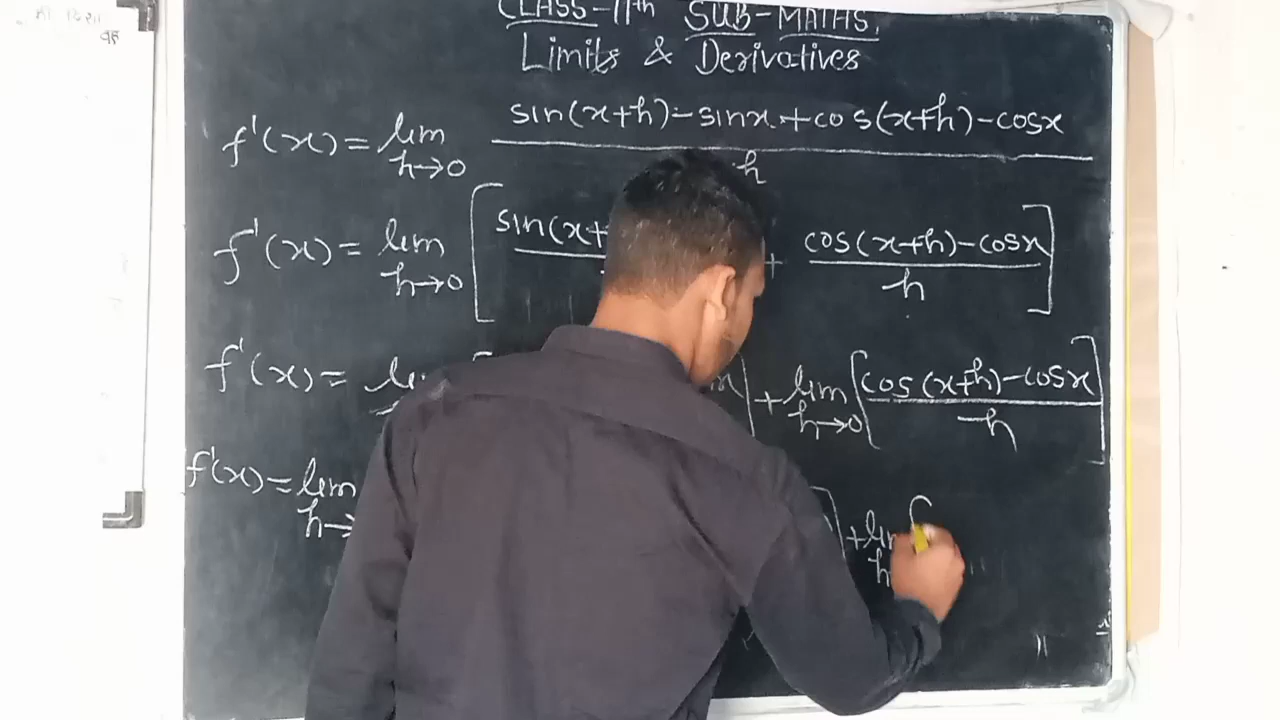 की दिशा
CLASS-11th SUB-MATHS,
Limits & Derivatives
f'(x) = lim h→0 sin(x+h)-sinx+cos(x+h)-cosx / h
f'(x) = lim h→0 [ sin(x+ + cos(x+h)-cosx / h ]
f'(x) = ] + lim h→0 [ cos(x+h)-cosx / h ]
f'(x) = lim h→ ] + lim h [